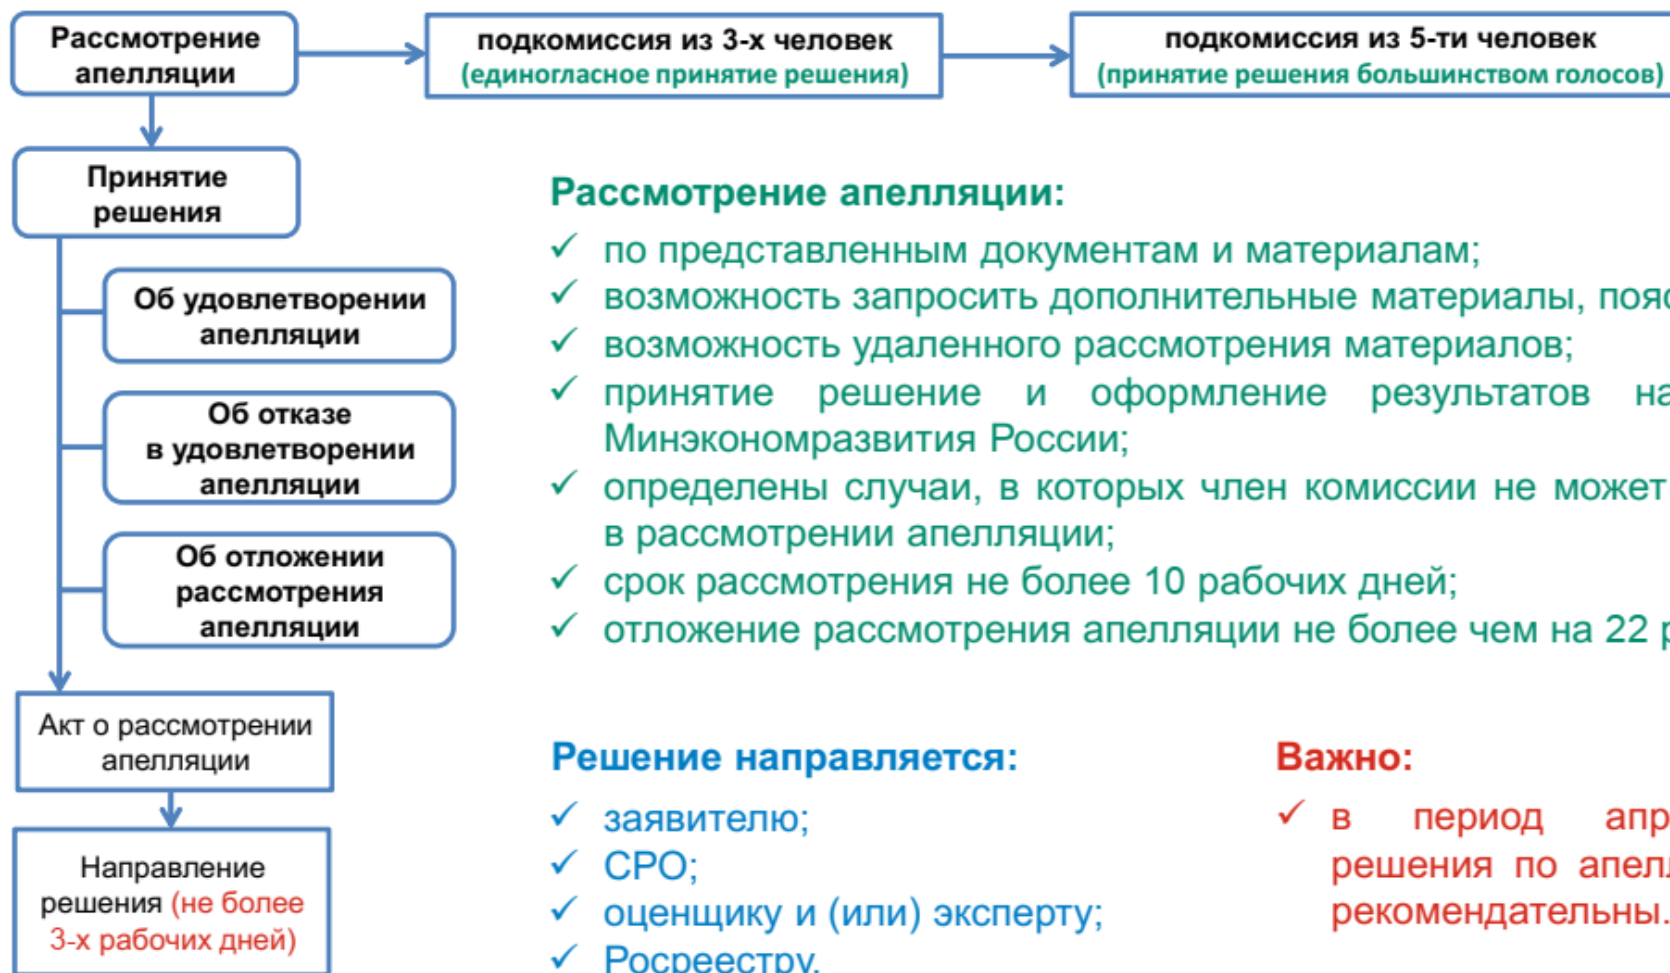 Рассмотрение
апелляции
подкомиссия из 3-х человек
(единогласное принятие решения)
подкомиссия из 5-ти человек
(принятие решения большинством голосов)
Принятие
решения
Об удовлетворении
апелляции
Об отказе
в удовлетворении
апелляции
Об отложении
рассмотрения
апелляции
Акт о рассмотрении
апелляции
Направление
решения (не более
3-х рабочих дней)
Рассмотрение апелляции:
✓ по представленным документам и материалам;
✓ возможность запросить дополнительные материалы,
✓ возможность удаленного рассмотрения материалов;
✓ принятие решение и оформление результатов на
Минэкономразвития России;
✓ определены случаи, в которых член комиссии не может
в рассмотрении апелляции;
✓ срок рассмотрения не более 10 рабочих дней;
✓ отложение рассмотрения апелляции не более чем на 22
Решение направляется:
✓ заявителю;
✓ СРО;
✓ оценщику и (или) эксперту;
✓ Росреестру.
Важно:
✓ в период
решения по
рекомендательны.